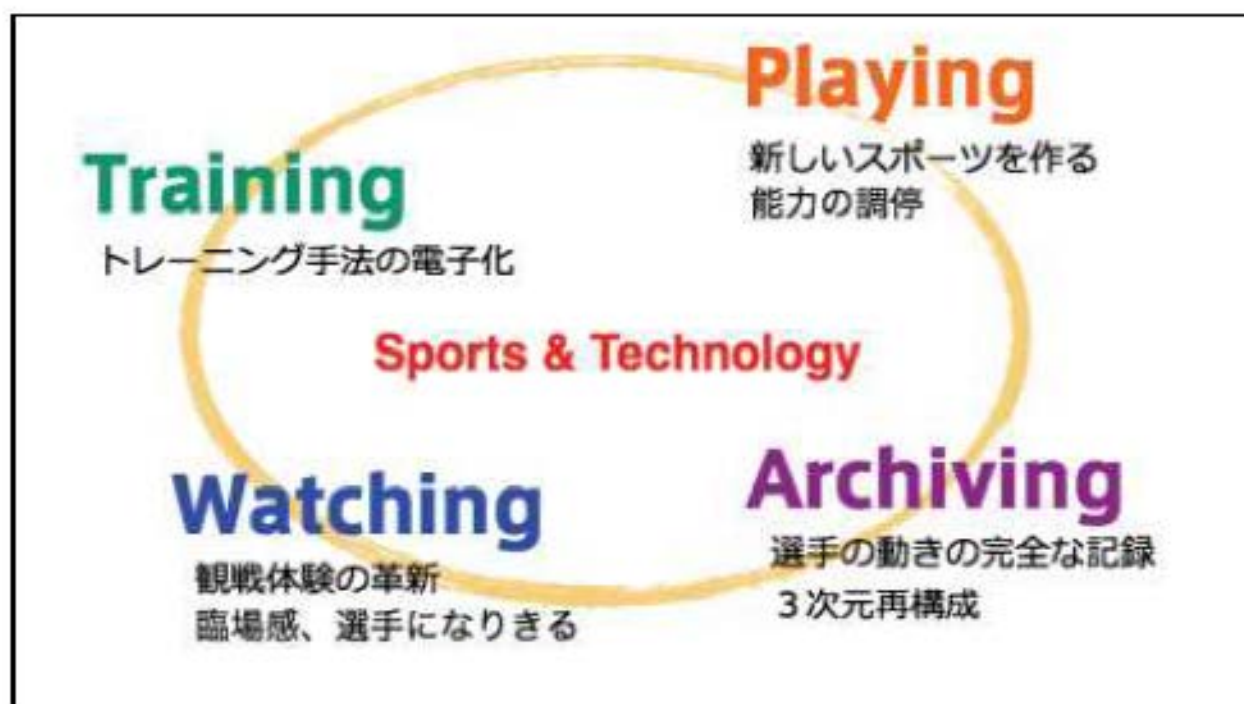 Playing
新しいスポーツを作る
能力の調停
Training
トレーニング手法の電子化
Sports & Technology
Archiving
選手の動きの完全な記録
３次元再構成
Watching
観戦体験の革新
臨場感、選手になりきる